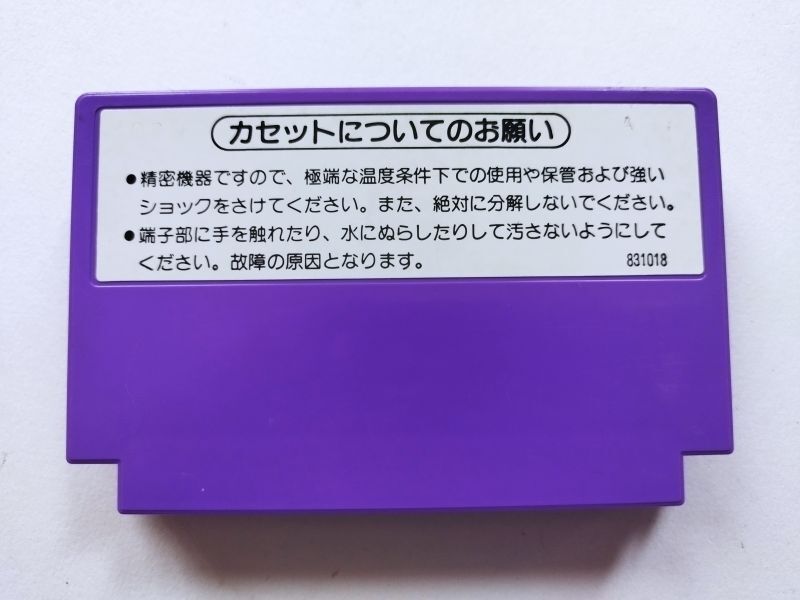 カセットについてのお願い
●精密機器ですので、極端な温度条件下での使用や保管および強い
ショックをさけてください。また、絶対に分解しないでください。
●端子部に手を触れたり、水にぬらしたりして汚さないようにして
ください。故障の原因となります。 831018